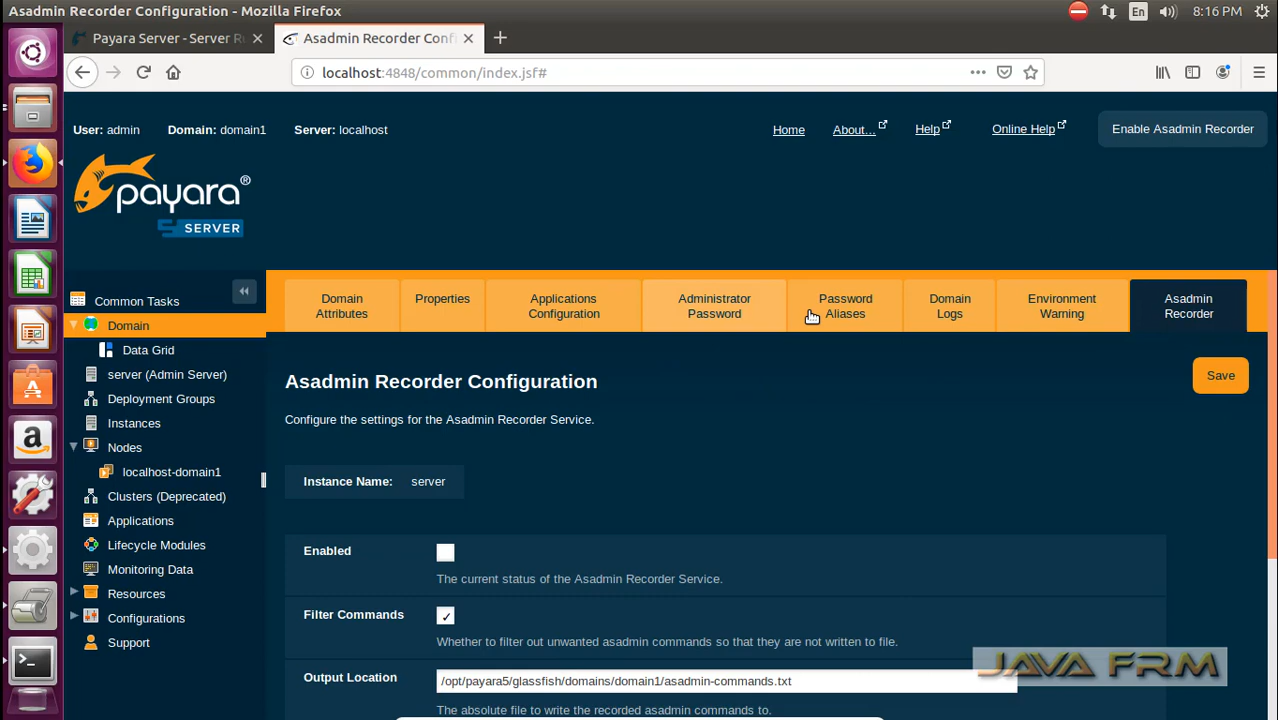 Asadmin Recorder Configuration - Mozilla Firefox
En
8:16 PM
Payara Server - Server Ru
Asadmin Recorder Confi
localhost:4848/common/index.jsf#
User: admin
Domain: domain1
Server: localhost
Home
About...
Help
Online Help
Enable Asadmin Recorder
payara®
SERVER
Common Tasks
Domain
Data Grid
server (Admin Server)
Deployment Groups
Instances
Nodes
localhost-domain1
Clusters (Deprecated)
Applications
Lifecycle Modules
Monitoring Data
Resources
Configurations
Support
Domain
Attributes
Properties
Applications
Configuration
Administrator
Password
Password
Aliases
Domain
Logs
Environment
Warning
Asadmin
Recorder
Asadmin Recorder Configuration
Save
Configure the settings for the Asadmin Recorder Service.
Instance Name: server
Enabled
The current status of the Asadmin Recorder Service.
Filter Commands
Whether to filter out unwanted asadmin commands so that they are not written to file.
Output Location
/opt/payara5/glassfish/domains/domain1/asadmin-commands.txt
The absolute file to write the recorded asadmin commands to.
JAVA FRM